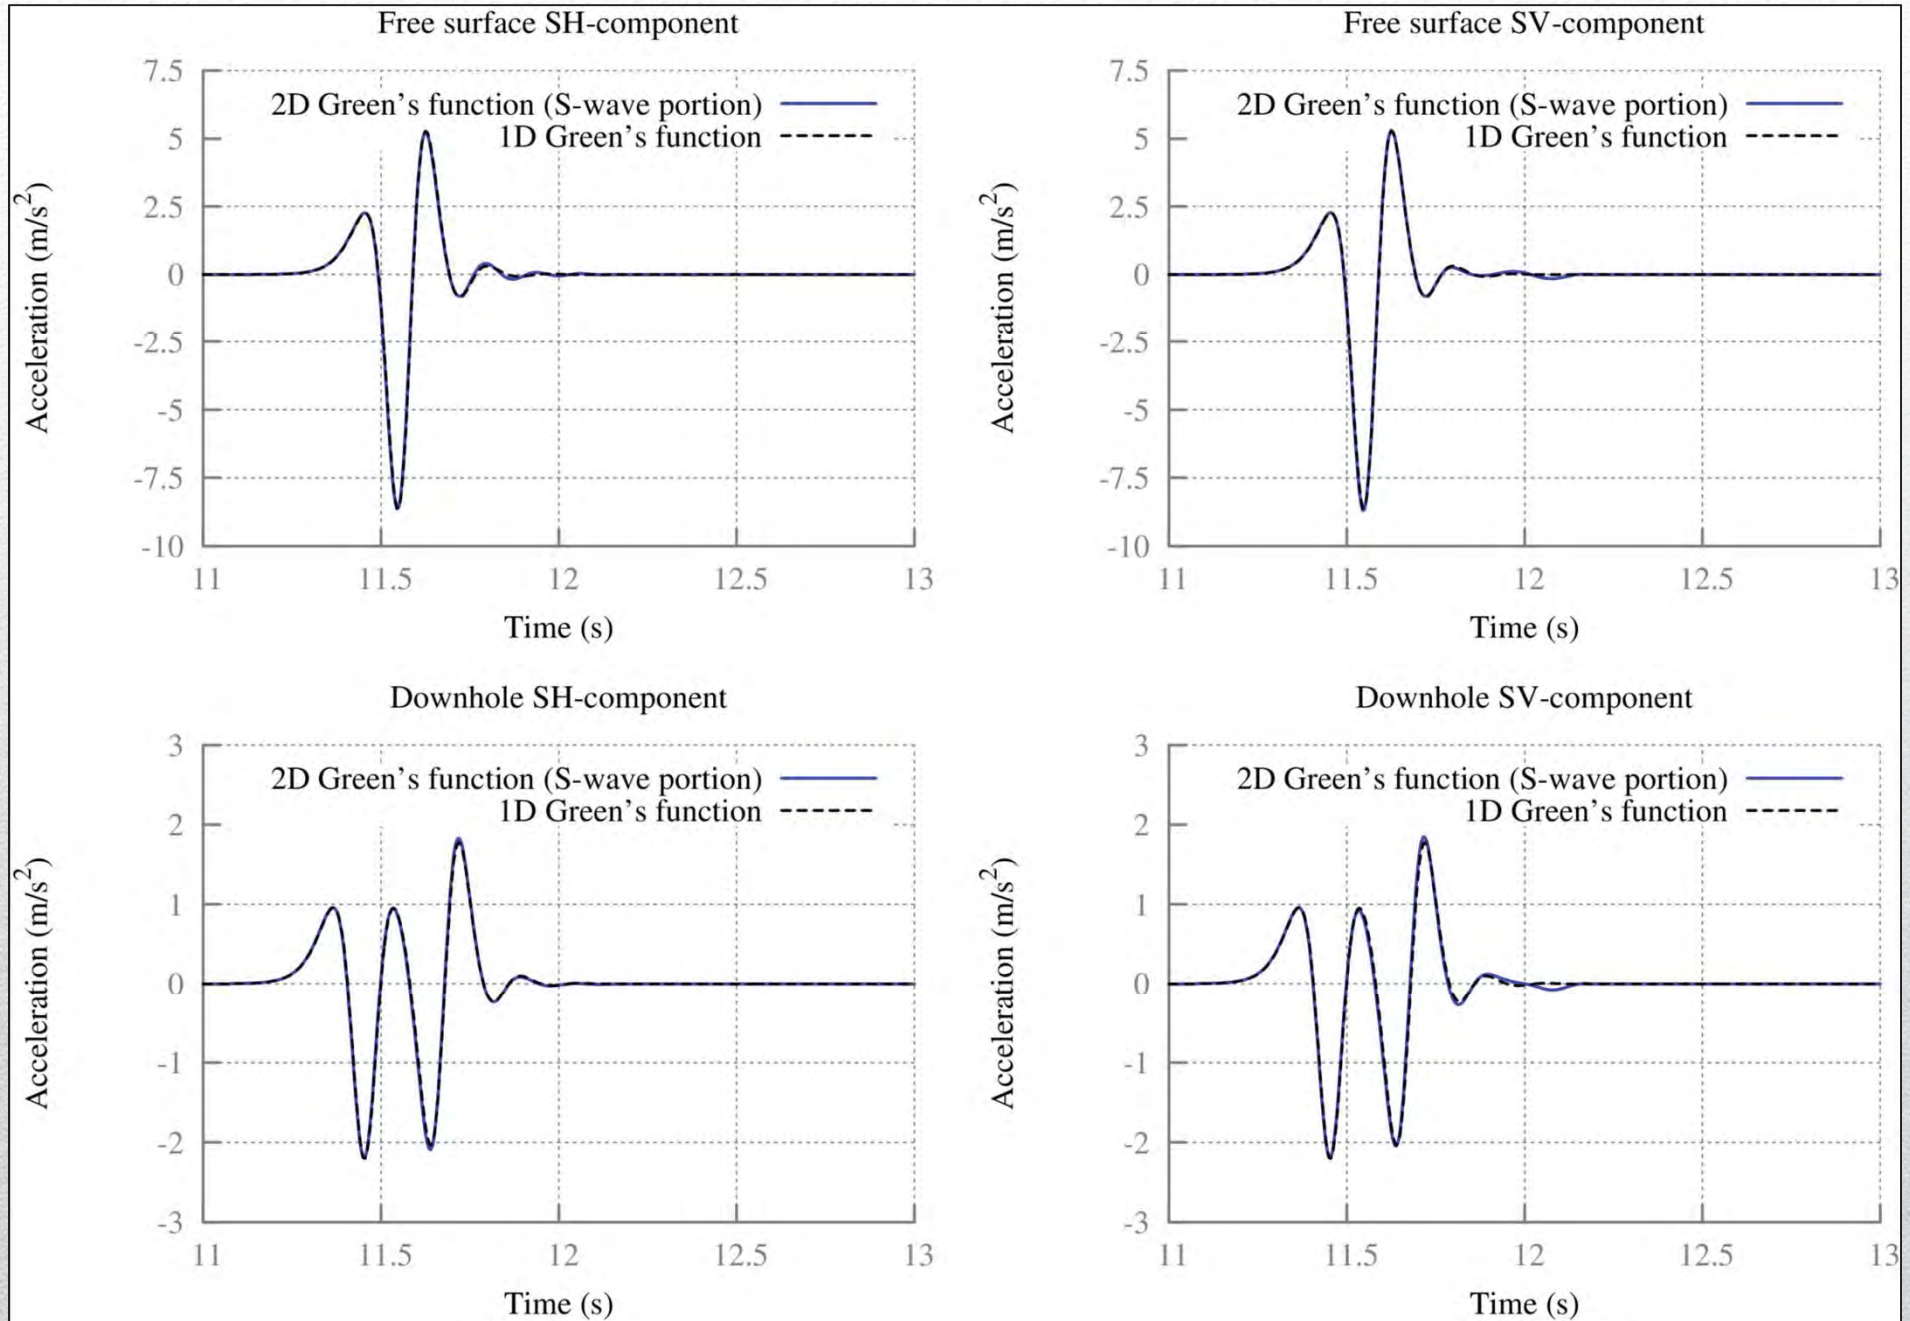 Free surface SH-component
7.5
5
2.5
0
-2.5
-5
-7.5
-10
2D Green's function (S-wave portion)
1D Green's function
Acceleration (m/s²)
11 11.5 12 12.5 13
Time (s)
Free surface SV-component
7.5
5
2.5
0
-2.5
-5
-7.5
-10
2D Green's function (S-wave portion)
1D Green's function
Acceleration (m/s²)
11 11.5 12 12.5 13
Time (s)
Downhole SH-component
3
2
1
0
-1
-2
-3
2D Green's function (S-wave portion)
1D Green's function
Acceleration (m/s²)
11 11.5 12 12.5 13
Time (s)
Downhole SV-component
3
2
1
0
-1
-2
-3
2D Green's function (S-wave portion)
1D Green's function
Acceleration (m/s²)
11 11.5 12 12.5 13
Time (s)